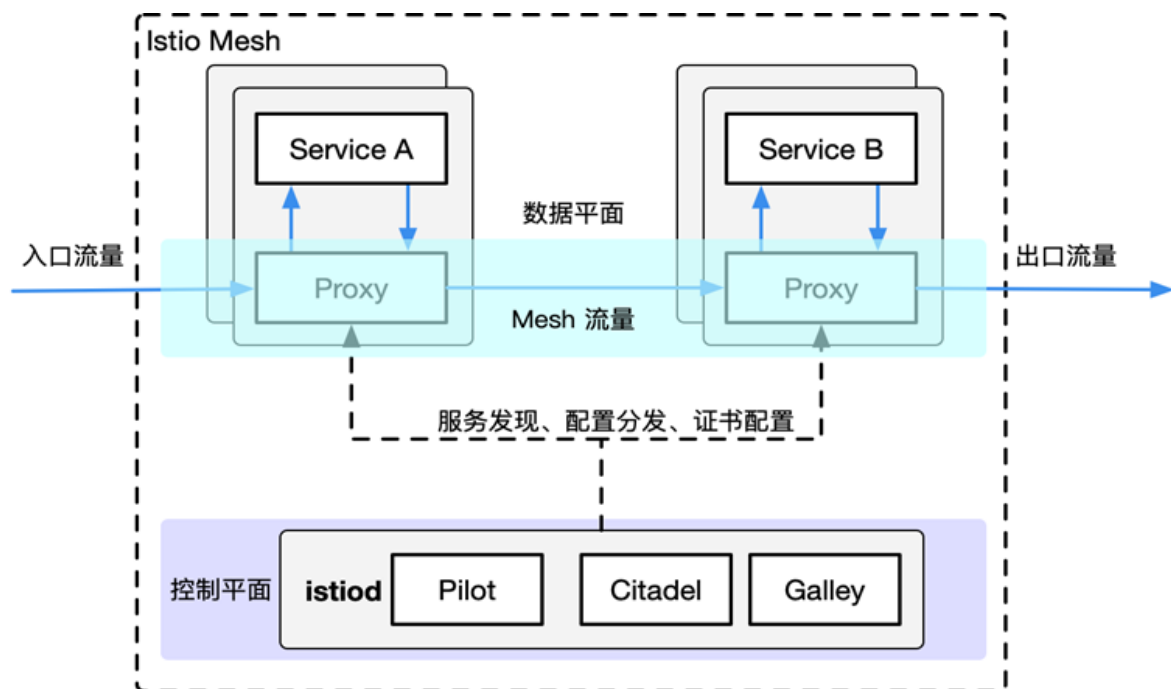 Istio Mesh
Service A
Service B
数据平面
入口流量
出口流量
Proxy
Proxy
Mesh 流量
服务发现、配置分发、证书配置
控制平面
istiod
Pilot
Citadel
Galley